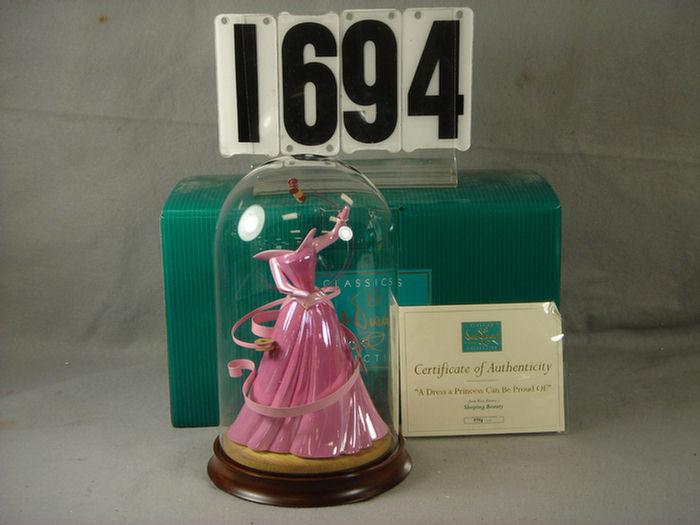 1694
CLASSICS
Certificate of Authenticity
"A Dress a Princess Can Be Proud Of"
Sleeping Beauty